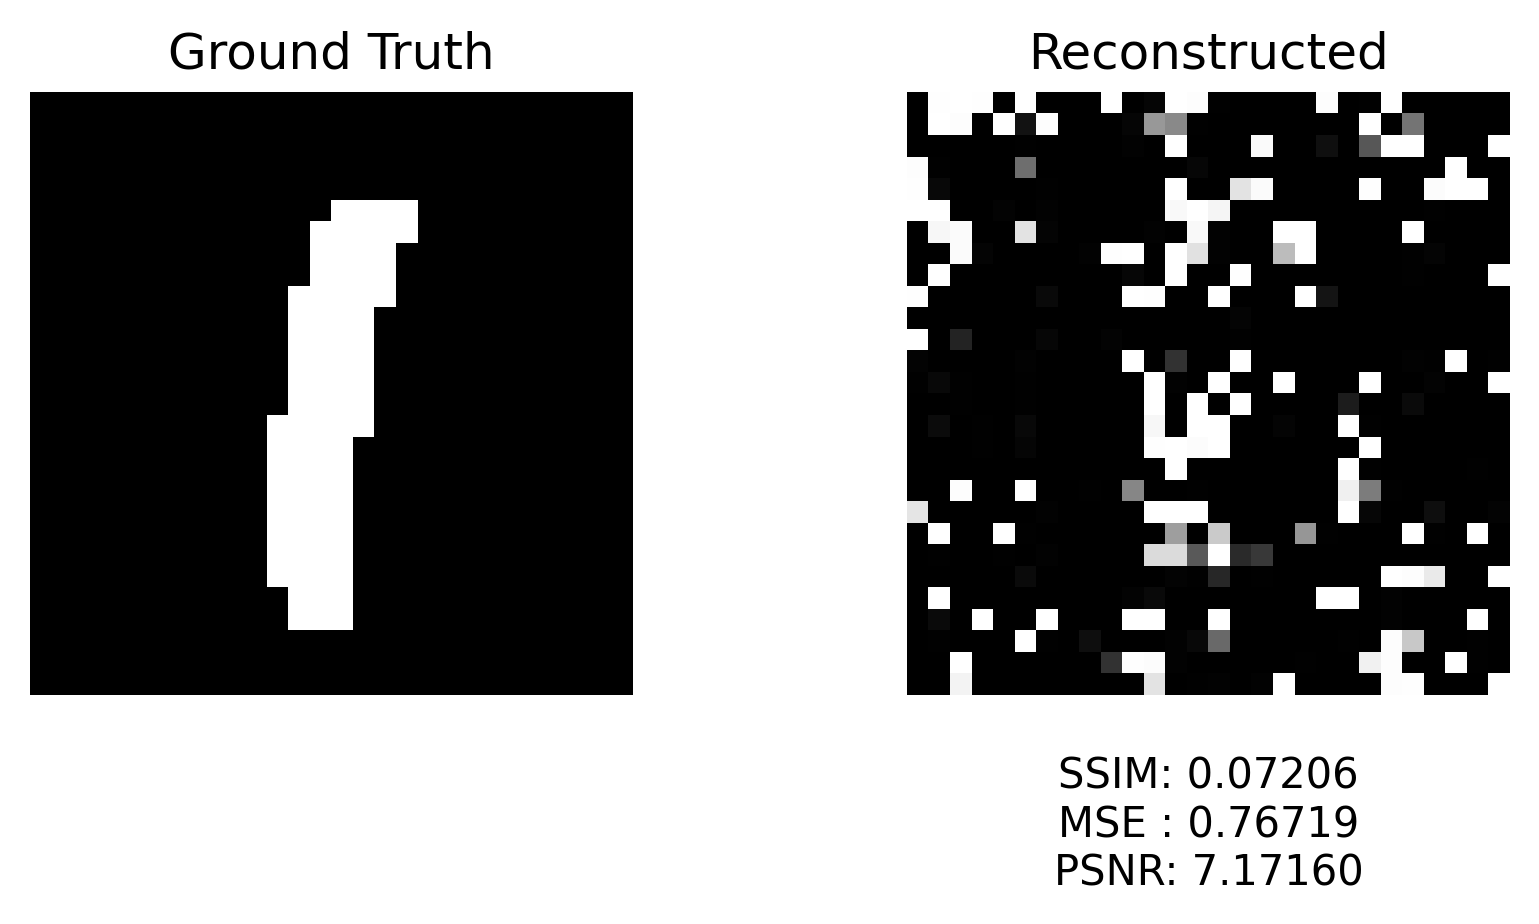 Ground Truth
Reconstructed
SSIM: 0.07206
MSE : 0.76719
PSNR: 7.17160